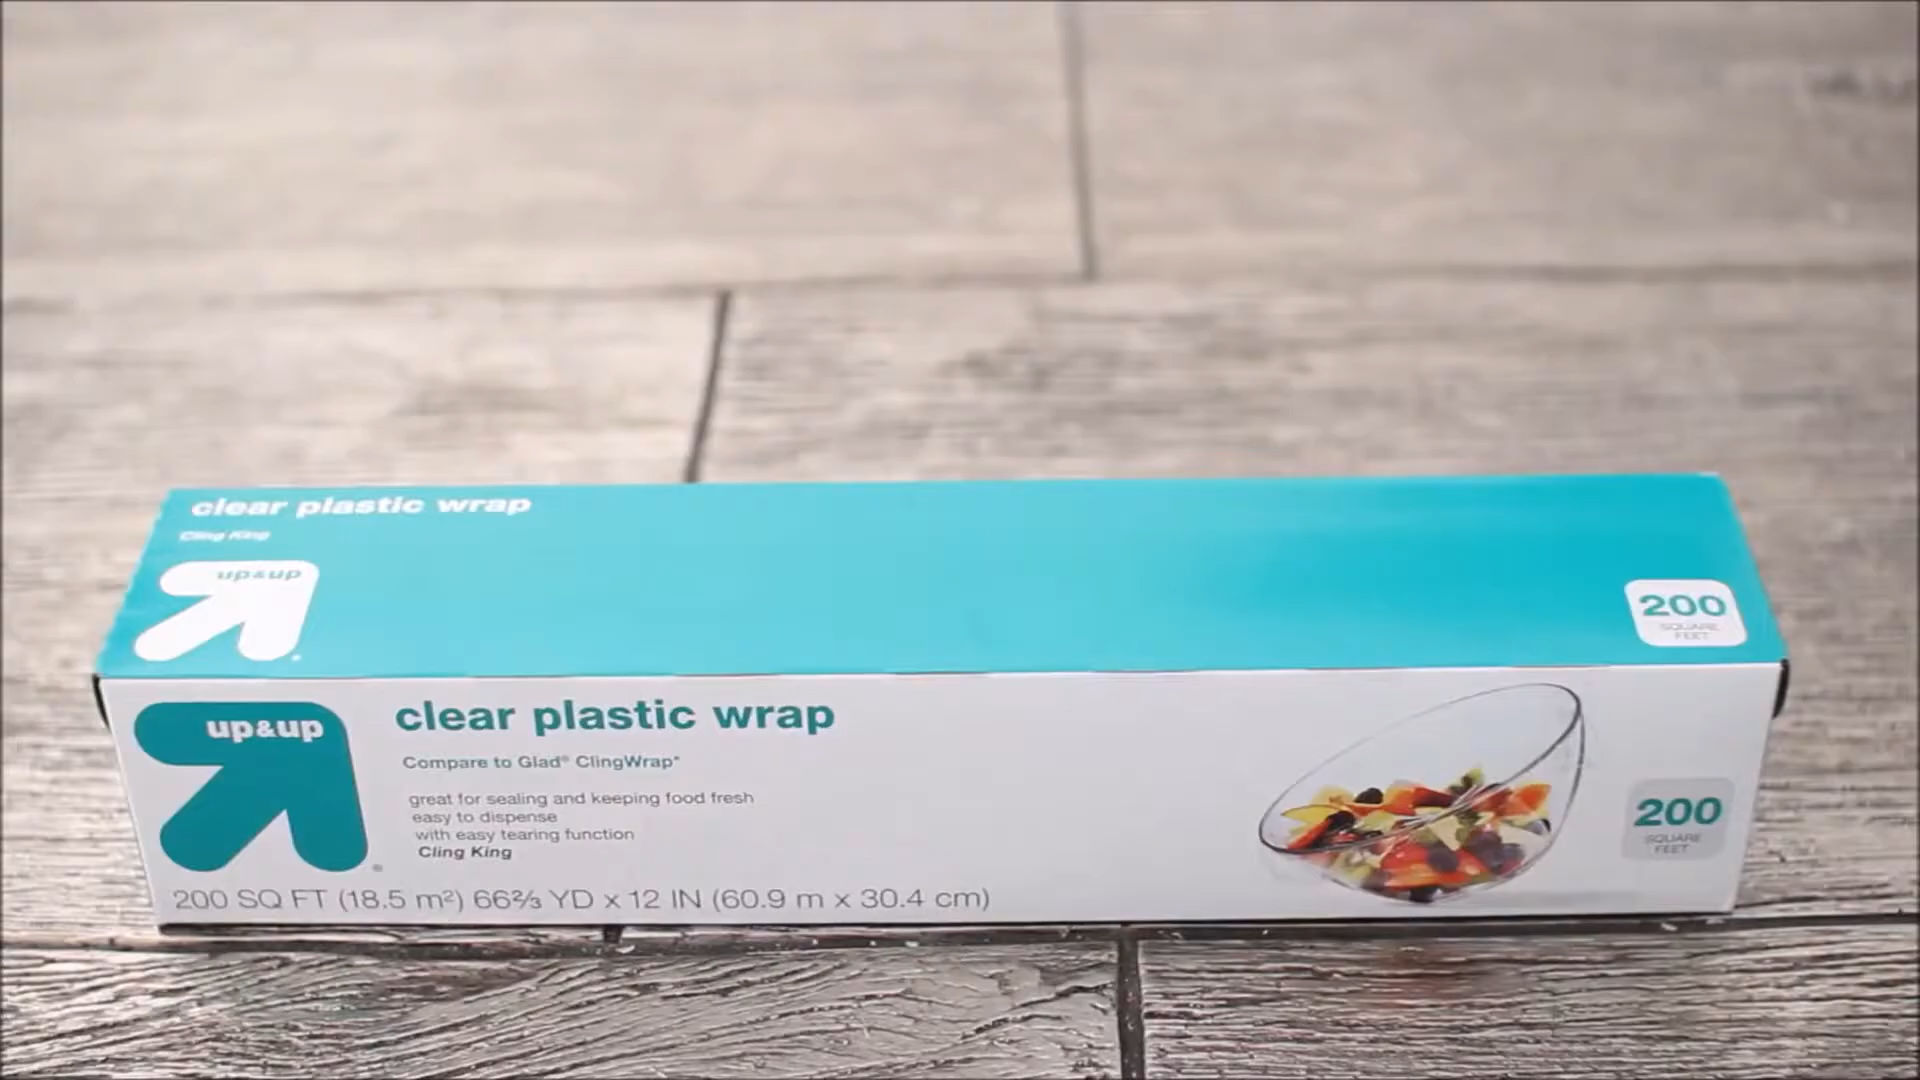 clear plastic wrap
Cling King
up&up
200
SQUARE
FEET
up&up
clear plastic wrap
Compare to Glad® ClingWrap*
great for sealing and keeping food fresh
easy to dispense
with easy tearing function
Cling King
200
SQUARE
FEET
200 SQ FT (18.5 m²) 66⅔ YD x 12 IN (60.9 m x 30.4 cm)